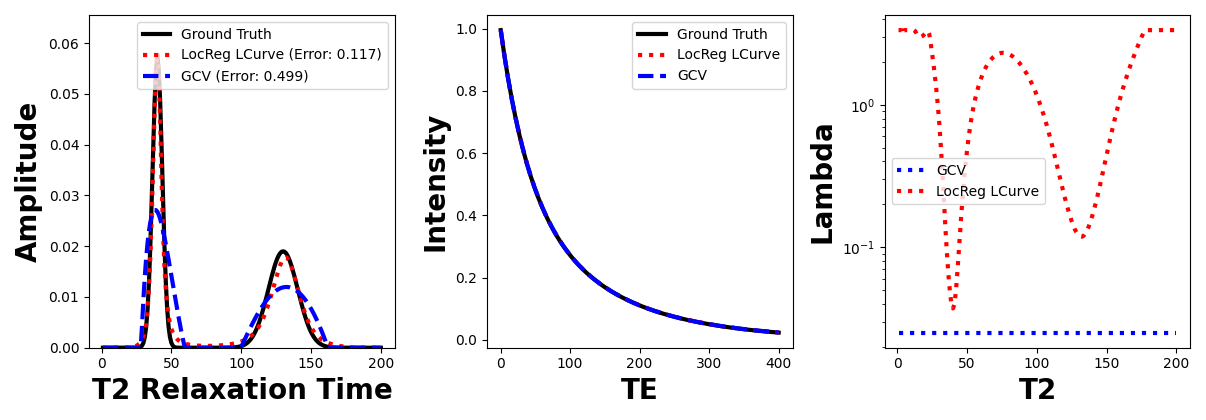 Amplitude
0.06
0.05
0.04
0.03
0.02
0.01
0.00
Ground Truth
LocReg LCurve (Error: 0.117)
GCV (Error: 0.499)
0 50 100 150 200
T2 Relaxation Time
Intensity
1.0
0.8
0.6
0.4
0.2
0.0
Ground Truth
LocReg LCurve
GCV
0 100 200 300 400
TE
Lambda
10⁰
10⁻¹
GCV
LocReg LCurve
0 50 100 150 200
T2